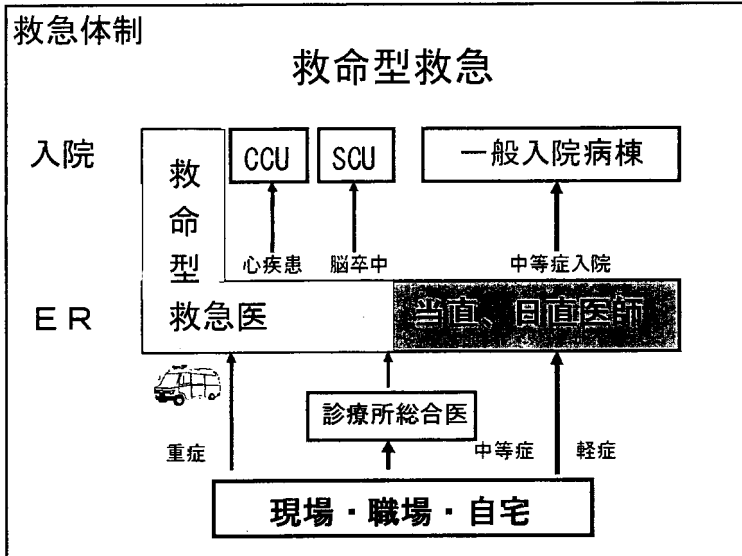 救急体制
救命型救急
入院
救命型
CCU
SCU
一般入院病棟
心疾患
脳卒中
中等症入院
ER
救急医
当直、日直医師
診療所総合医
重症
中等症
軽症
現場・職場・自宅